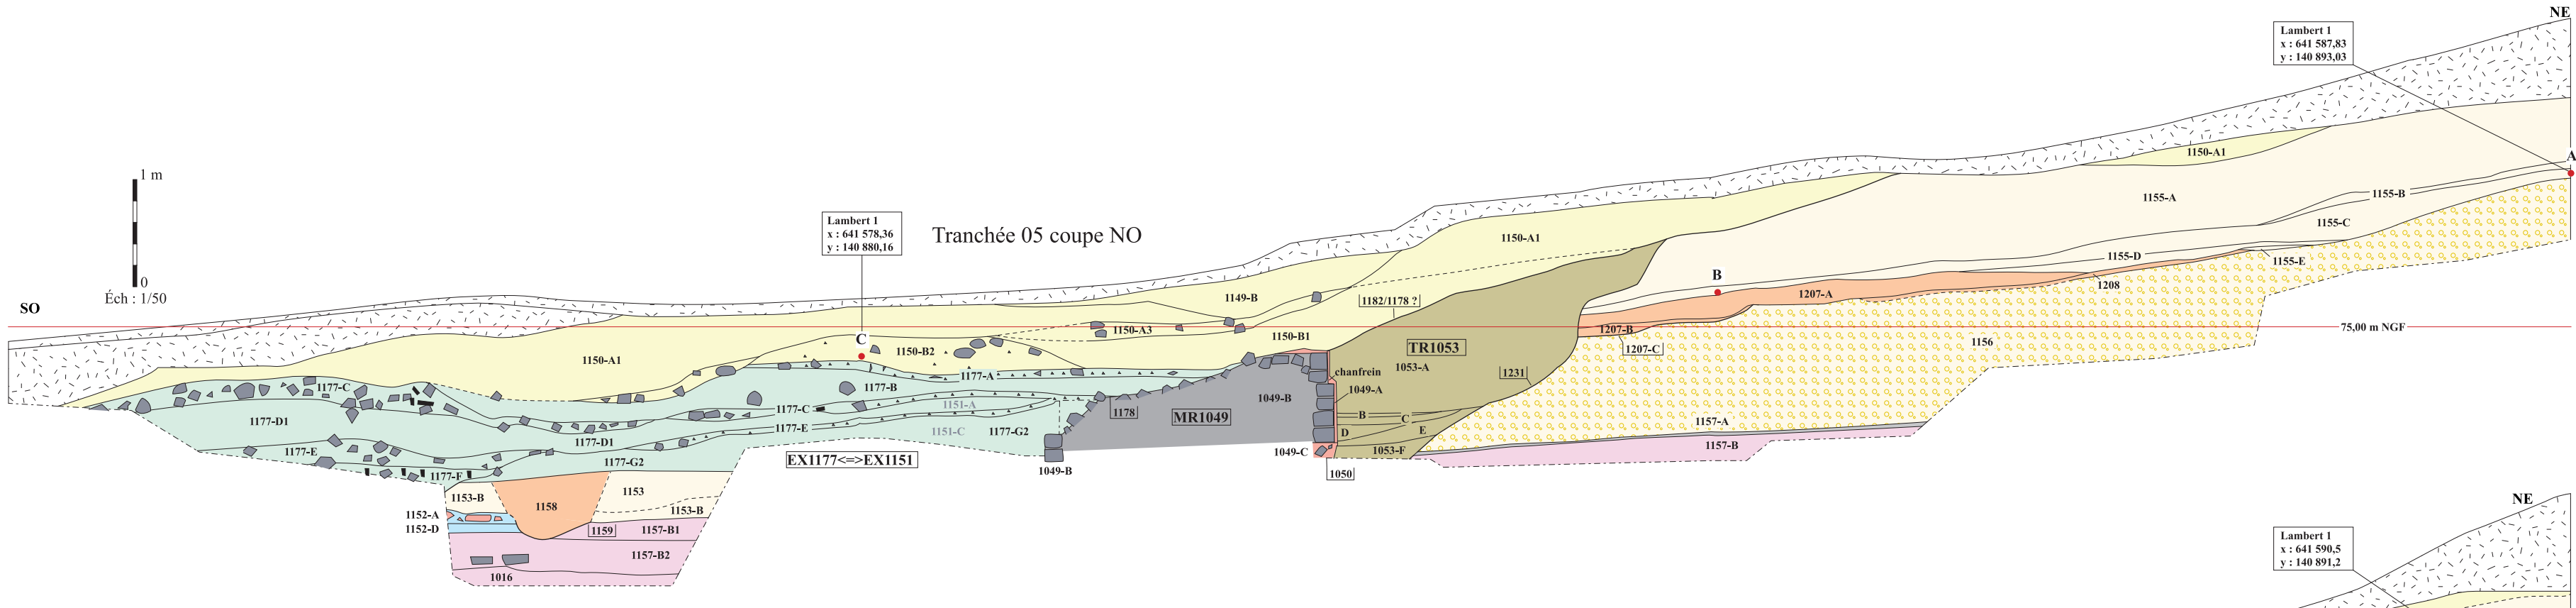 NE
Lambert 1
x : 641 587,83
y : 140 893,03
1150-A1
A
1 m
1155-B
1155-A
Lambert 1
x : 641 578,36
y : 140 880,16
Tranchée 05 coupe NO
1155-C
1150-A1
1155-D
1155-E
B
0
Éch : 1/50
1208
1207-A
1149-B
1182/1178 ?
SO
75,00 m NGF
1150-A3
1207-B
1150-B1
C
1156
TR1053
1207-C
1150-B2
1150-A1
1053-A
chanfrein
1231
1177-A
1177-C
1177-B
1049-A
1049-B
1151-A
1177-C
1178
MR1049
B
C
1177-D1
1157-A
1177-E
1151-C
1177-G2
D
E
1177-D1
1157-B
1177-E
1049-C
1053-F
1177-G2
EX1177<=>EX1151
1049-B
1050
1177-F
1153-B
1153
NE
1158
1153-B
1152-A
1152-D
1159
1157-B1
Lambert 1
x : 641 590,5
y : 140 891,2
1157-B2
1016